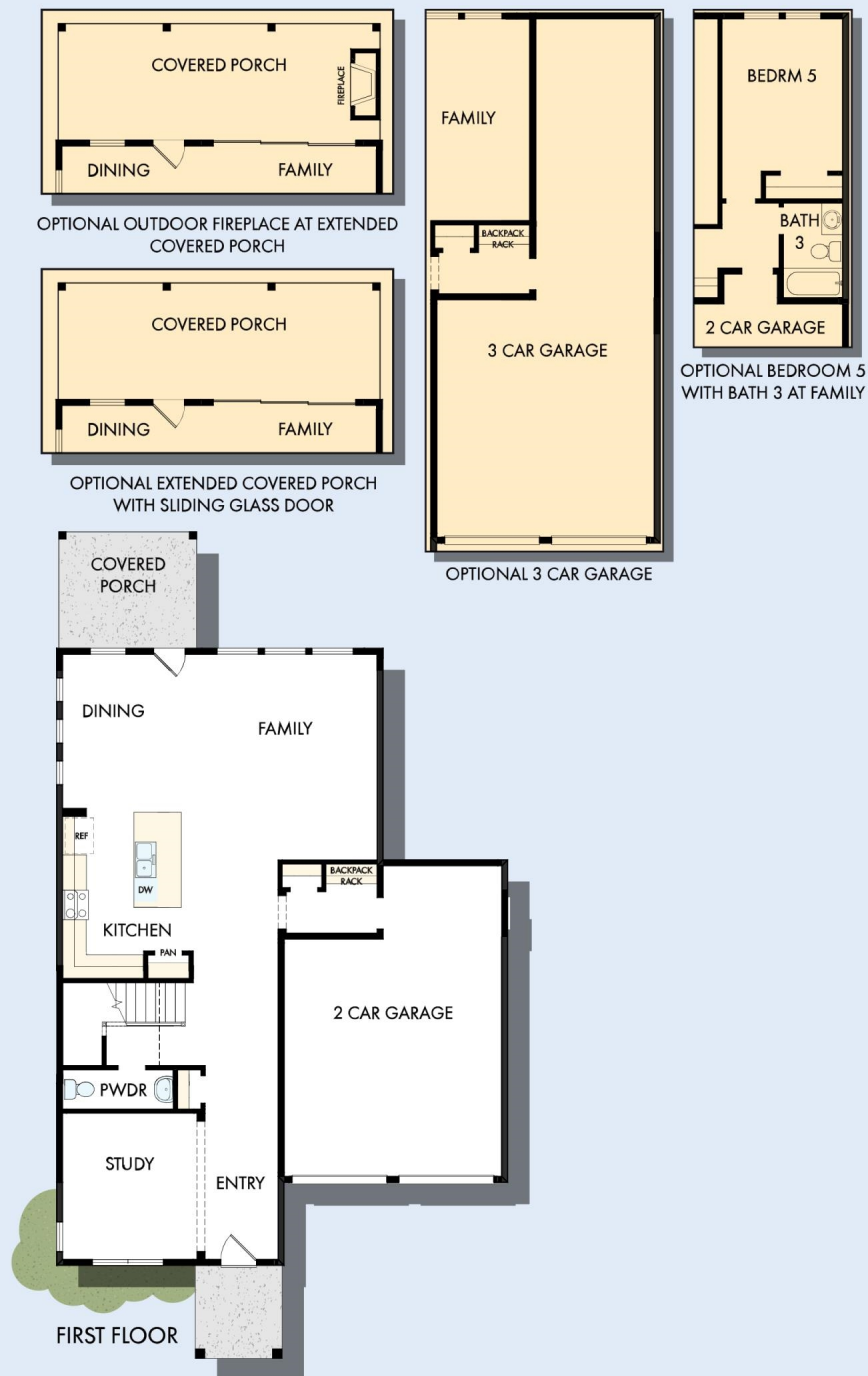 COVERED PORCH
FIREPLACE
DINING
FAMILY
OPTIONAL OUTDOOR FIREPLACE AT EXTENDED
COVERED PORCH
COVERED PORCH
DINING
FAMILY
OPTIONAL EXTENDED COVERED PORCH
WITH SLIDING GLASS DOOR
FAMILY
BACKPACK
RACK
3 CAR GARAGE
OPTIONAL 3 CAR GARAGE
BEDRM 5
BATH
3
2 CAR GARAGE
OPTIONAL BEDROOM 5
WITH BATH 3 AT FAMILY
COVERED
PORCH
DINING
FAMILY
REF
DW
BACKPACK
RACK
KITCHEN
PAN
2 CAR GARAGE
PWDR
STUDY
ENTRY
FIRST FLOOR